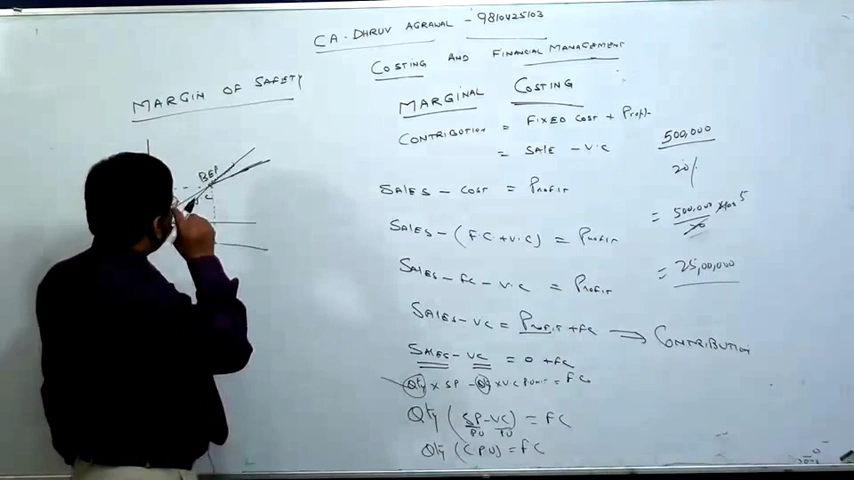 CA. DHRUV AGRAWAL - 9810425103
COSTING AND FINANCIAL MANAGEMENT
MARGIN OF SAFETY
BEP
MARGINAL COSTING
CONTRIBUTION = FIXED COST + Profit
= SALE - V.C
SALES - COST = Profit
SALES - (F.C + V.C) = Profit
SALES - FC - V.C = Profit
SALES - VC = Profit + FC → CONTRIBUTION
SALES - VC = 0 + FC
Qty × SP - Qty × VC P UNIT = FC
Qty (SP - VC) = FC
PU PU
Qty (CPU) = FC
500,000
20%
= 500,000 × 100 5
20
= 25,00,000